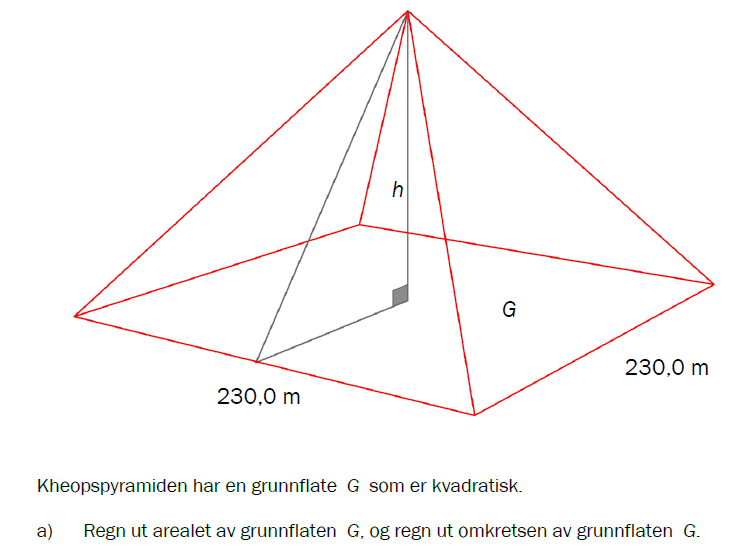 h
G
230,0 m
230,0 m
Kheopspyramiden har en grunnflate G som er kvadratisk.
a) Regn ut arealet av grunnflaten G, og regn ut omkretsen av grunnflaten G.